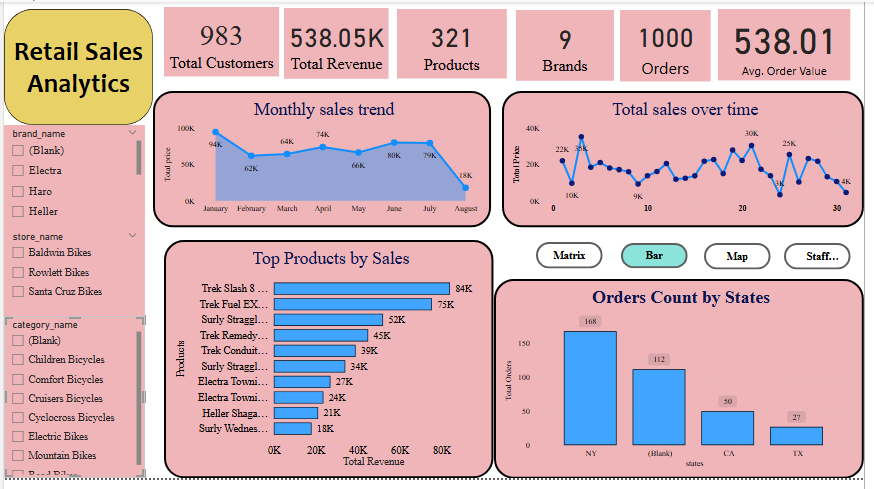 Retail Sales
Analytics
983
Total Customers
538.05K
Total Revenue
321
Products
9
Brands
1000
Orders
538.01
Avg. Order Value
brand_name
(Blank)
Electra
Haro
Heller
store_name
Baldwin Bikes
Rowlett Bikes
Santa Cruz Bikes
category_name
(Blank)
Children Bicycles
Comfort Bicycles
Cruisers Bicycles
Cyclocross Bicycles
Electric Bikes
Mountain Bikes
Monthly sales trend
Total price
100K
50K
0K
94K
62K
64K
74K
66K
80K
79K
18K
January February March April May June July August
Total sales over time
Total Price
40K
20K
0K
22K
10K
35K
9K
30K
3K
25K
4K
0 10 20 30
Matrix
Bar
Map
Staff...
Top Products by Sales
Products
Trek Slash 8 ... 84K
Trek Fuel EX... 75K
Surly Straggl... 52K
Trek Remedy... 45K
Trek Conduit... 39K
Surly Straggl... 34K
Electra Towni... 27K
Electra Towni... 24K
Heller Shaga... 21K
Surly Wednes... 18K
0K 20K 40K 60K 80K
Total Revenue
Orders Count by States
Total Orders
150
100
50
0
168
112
50
27
NY (Blank) CA TX
states